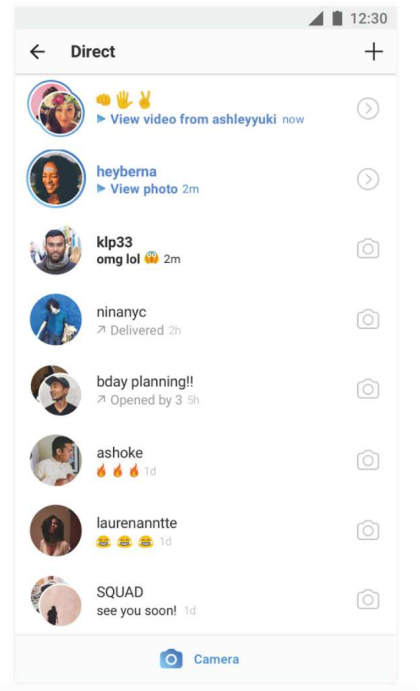 12:30
Direct
👊🖐✌
View video from ashleyyuki now
heyberna
View photo 2m
klp33
omg lol 😱 2m
ninanyc
Delivered 2h
bday planning!!
Opened by 3 5h
ashoke
🔥🔥🔥 1d
laurenanntte
😂😂😂 1d
SQUAD
see you soon! 1d
Camera